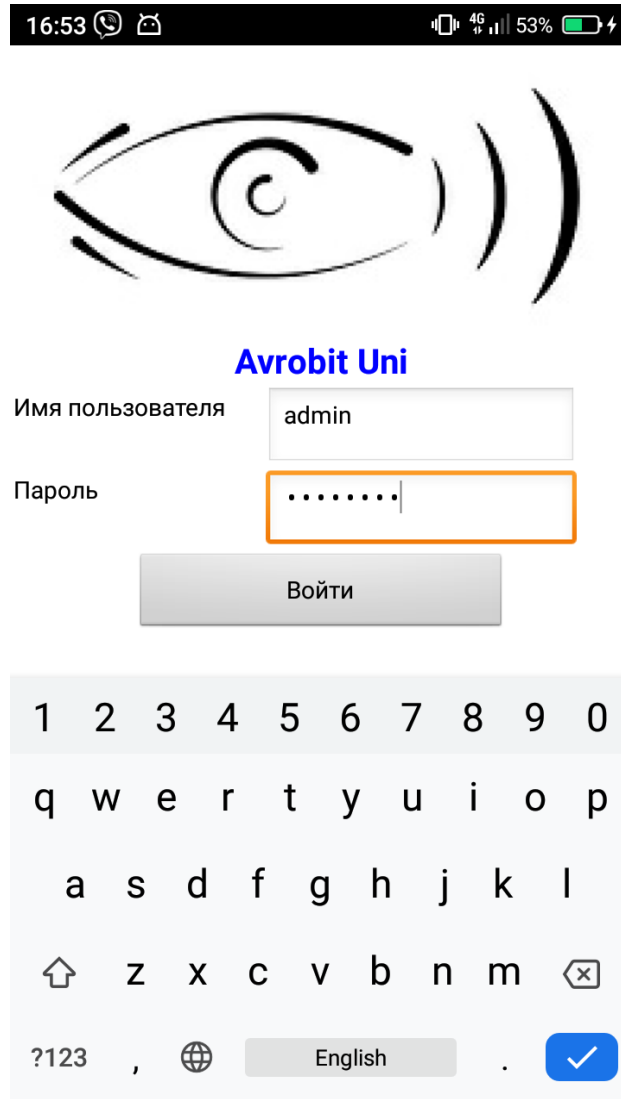 16:53 4G 53%
Avrobit Uni
Имя пользователя admin
Пароль ••••••••
Войти
1 2 3 4 5 6 7 8 9 0
q w e r t y u i o p
a s d f g h j k l
z x c v b n m
?123 , English .